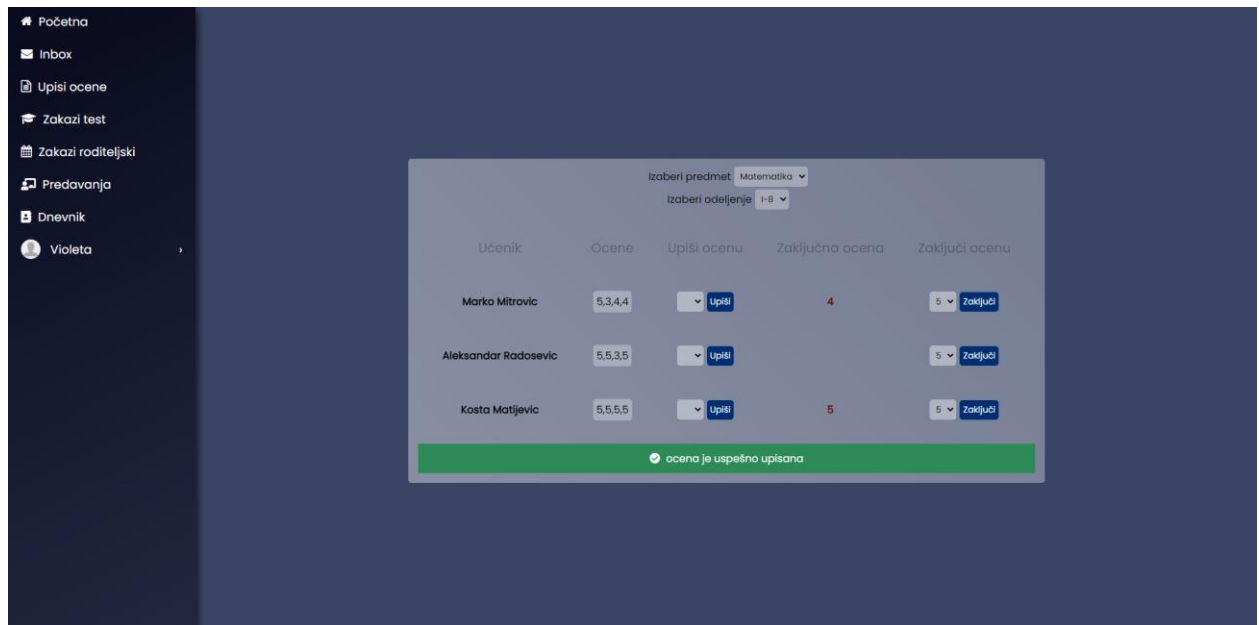 Početna
Inbox
Upisi ocene
Zakazi test
Zakazi roditeljski
Predavanja
Dnevnik
Violeta
Izaberi predmet Matematika
Izaberi odeljenje I-8
Učenik Ocene Upiši ocenu Zaključna ocena Zaključi ocenu
Marko Mitrovic 5,3,4,4 Upiši 4 5 Zaključi
Aleksandar Radosevic 5,5,3,5 Upiši 5 Zaključi
Kosta Matijevic 5,5,5,5 Upiši 5 5 Zaključi
ocena je uspešno upisana